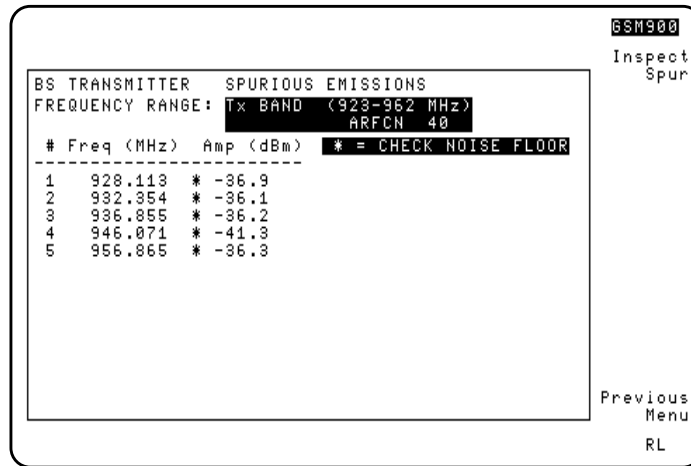 GSM900
Inspect
Spur
BS TRANSMITTER SPURIOUS EMISSIONS
FREQUENCY RANGE: Tx BAND (923-962 MHz)
ARFCN 40
# Freq (MHz) Amp (dBm) * = CHECK NOISE FLOOR
--------------------------
1 928.113 * -36.9
2 932.354 * -36.1
3 936.855 * -36.2
4 946.071 * -41.3
5 956.865 * -36.3
Previous
Menu
RL